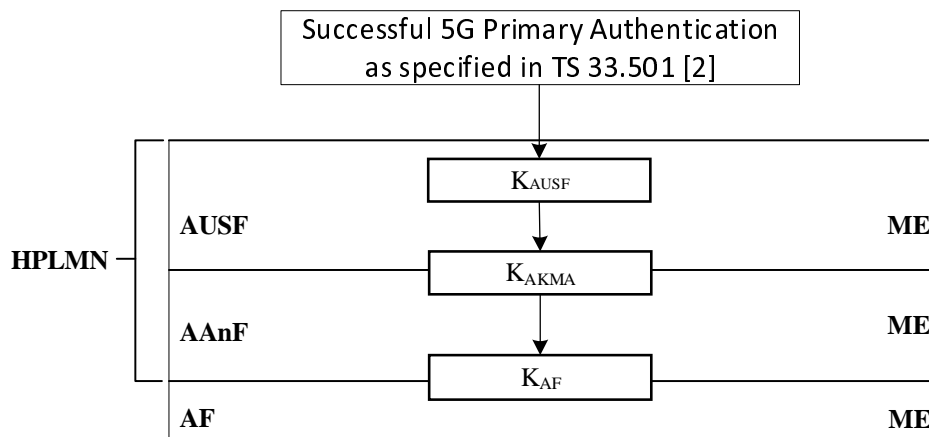 Successful 5G Primary Authentication
as specified in TS 33.501 [2]
KAUSF
AUSF
ME
HPLMN
KAKMA
AAnF
ME
KAF
AF
ME